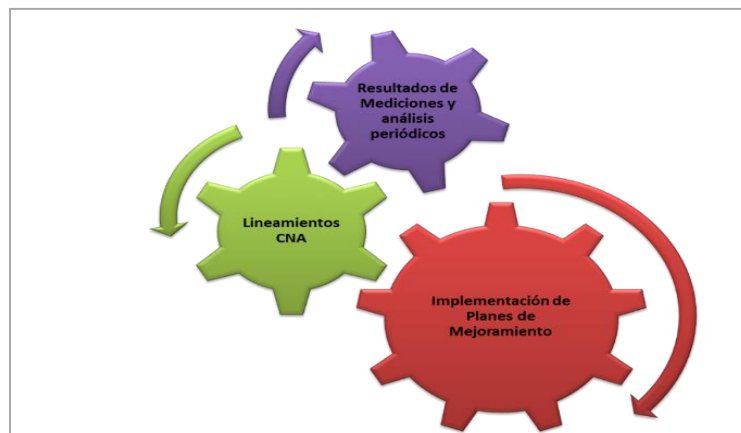 Resultados de
Mediciones y
análisis
periódicos
Lineamientos
CNA
Implementación de
Planes de
Mejoramiento